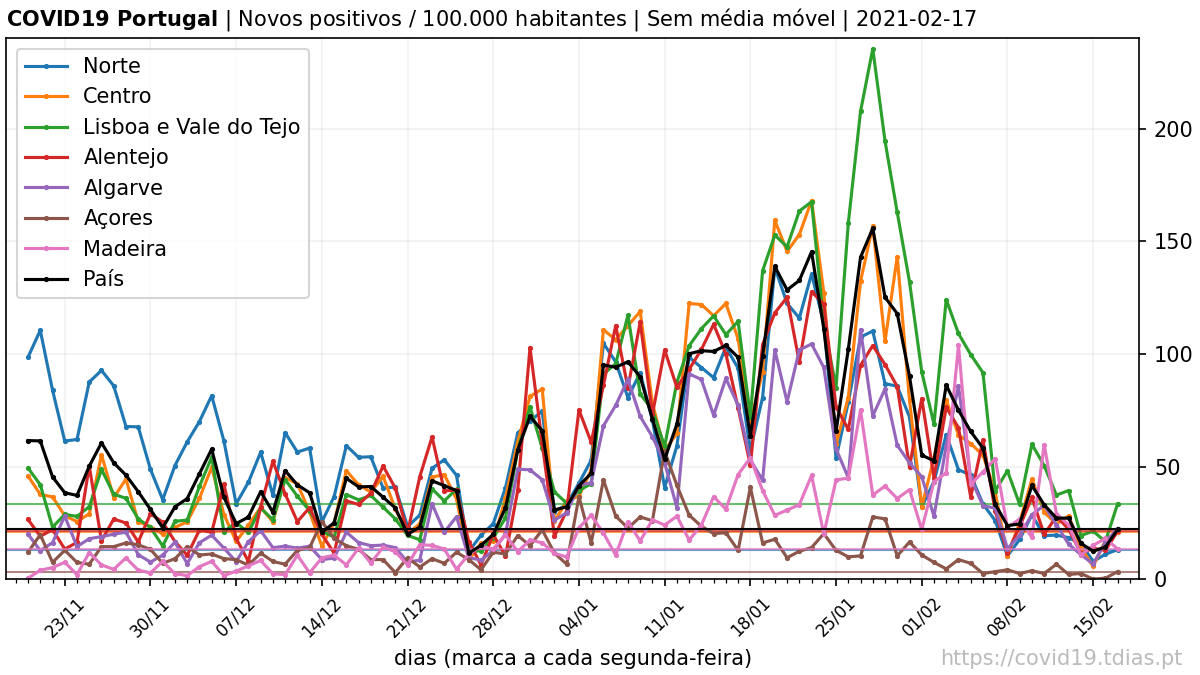 COVID19 Portugal | Novos positivos / 100.000 habitantes | Sem média móvel | 2021-02-17
Norte
Centro
Lisboa e Vale do Tejo
Alentejo
Algarve
Açores
Madeira
País
200
150
100
50
0
23/11
30/11
07/12
14/12
21/12
28/12
04/01
11/01
18/01
25/01
01/02
08/02
15/02
dias (marca a cada segunda-feira)
https://covid19.tdias.pt